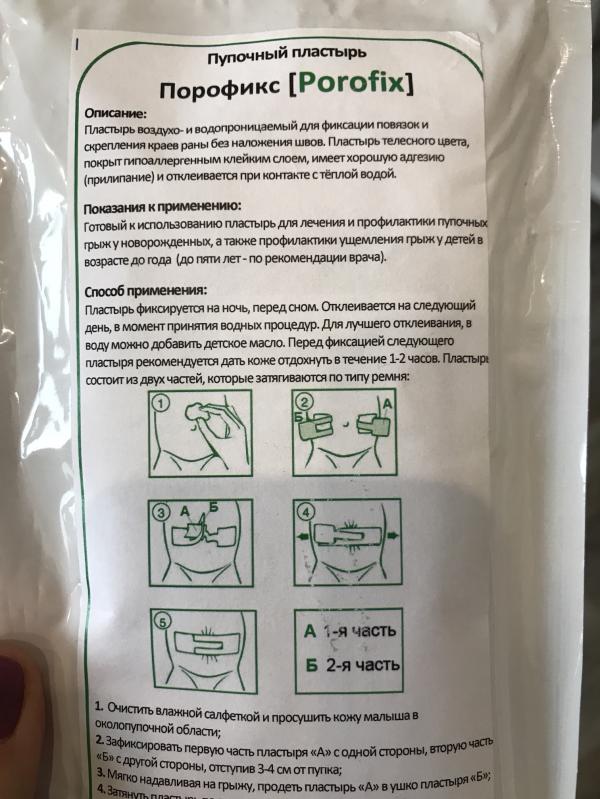 Пупочный пластырь
Порофикс [Porofix]
Описание:
Пластырь воздухо- и водопроницаемый для фиксации повязок и
скрепления краев раны без наложения швов. Пластырь телесного цвета,
покрыт гипоаллергенным клейким слоем, имеет хорошую адгезию
(прилипание) и отклеивается при контакте с тёплой водой.
Показания к применению:
Готовый к использованию пластырь для лечения и профилактики пупочных
грыж у новорожденных, а также профилактики ущемления грыж у детей в
возрасте до года (до пяти лет - по рекомендации врача).
Способ применения:
Пластырь фиксируется на ночь, перед сном. Отклеивается на следующий
день, в момент принятия водных процедур. Для лучшего отклеивания, в
воду можно добавить детское масло. Перед фиксацией следующего
пластыря рекомендуется дать коже отдохнуть в течение 1-2 часов. Пластырь
состоит из двух частей, которые затягиваются по типу ремня:
1
2 Б А
3 А Б
4
5
А 1-я часть
Б 2-я часть
1. Очистить влажной салфеткой и просушить кожу малыша в
околопупочной области;
2. Зафиксировать первую часть пластыря «А» с одной стороны, вторую часть
«Б» с другой стороны, отступив 3-4 см от пупка;
3. Мягко надавливая на грыжу, продеть пластырь «А» в ушко пластыря «Б»;
4. Затянуть